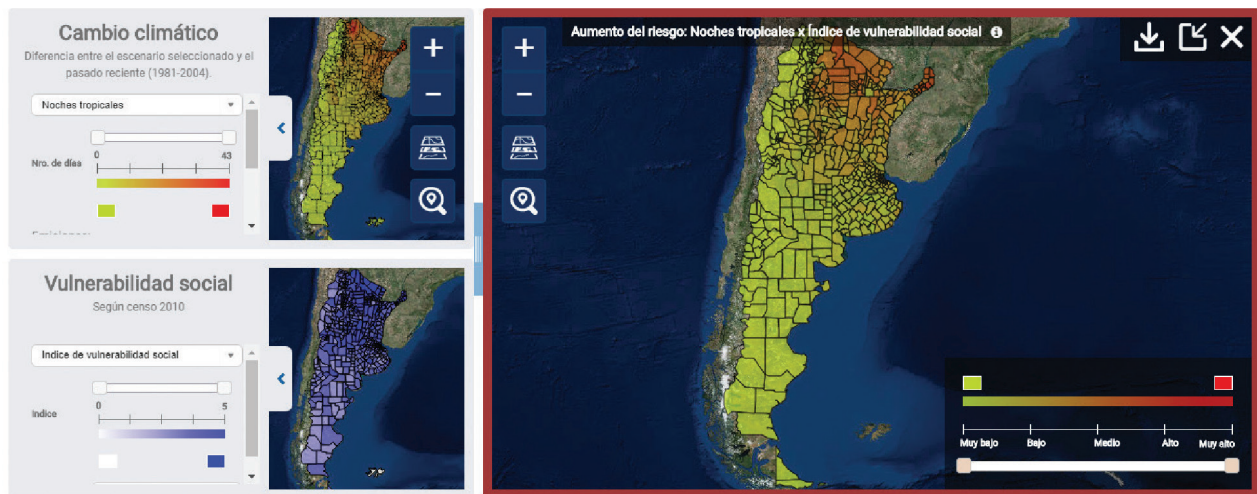 Cambio climático
Diferencia entre el escenario seleccionado y el
pasado reciente (1981-2004).
Noches tropicales
0 43
Nro. de días
Vulnerabilidad social
Según censo 2010
Indice de vulnerabilidad social
0 5
Indice
Aumento del riesgo: Noches tropicales x Índice de vulnerabilidad social
Muy bajo Bajo Medio Alto Muy alto